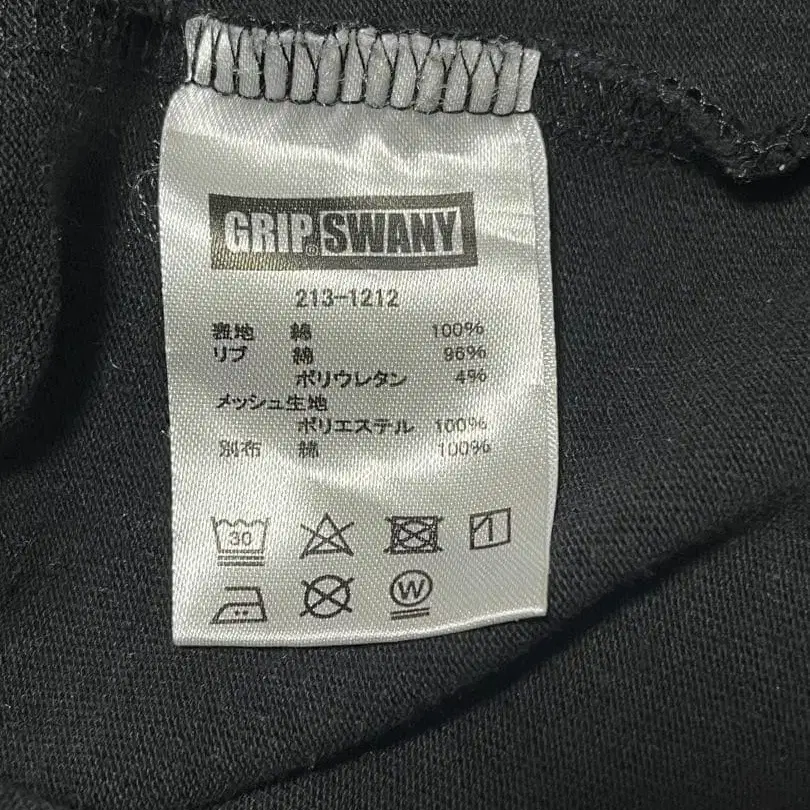 GRIP SWANY
213-1212
表地 綿 100%
リブ 綿 96%
ポリウレタン 4%
メッシュ生地
ポリエステル 100%
別布 綿 100%
30
W